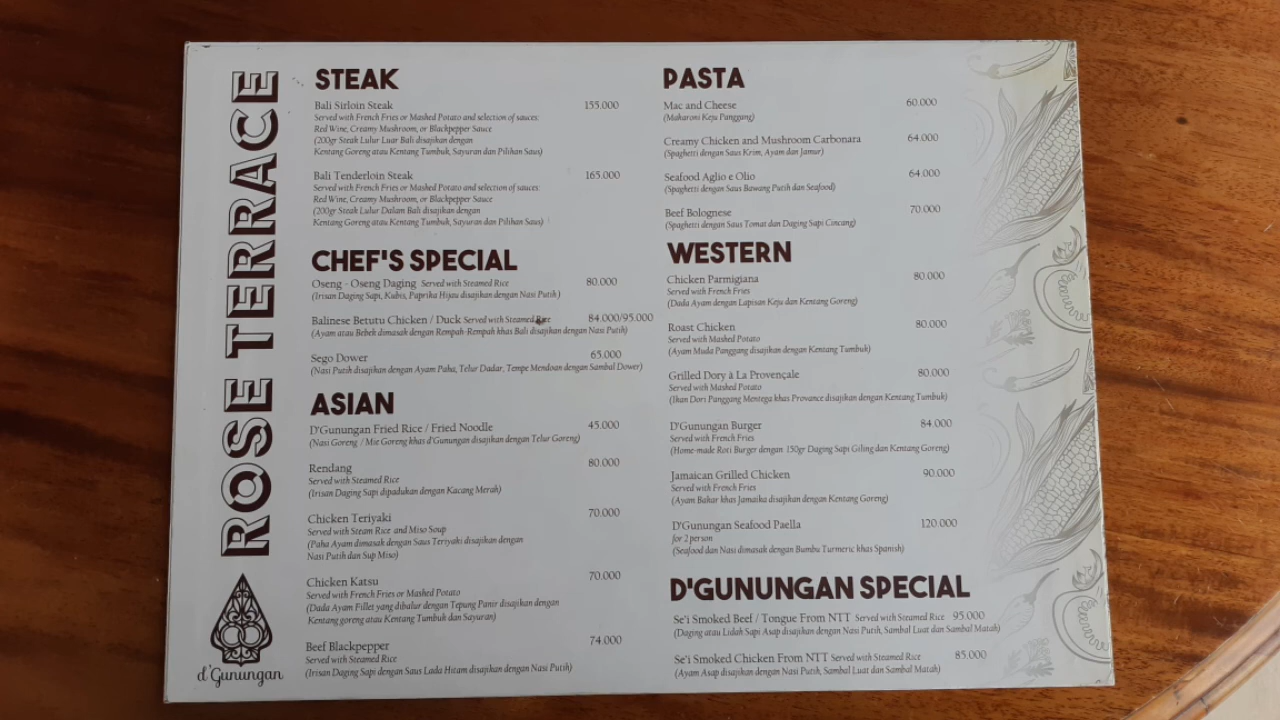 ROSE TERRACE
d'Gunungan
STEAK
Bali Sirloin Steak 155.000
Served with French Fries or Mashed Potato and selection of sauces:
Red Wine, Creamy Mushroom, or Blackpepper Sauce
(200gr Steak Lulur Luar Bali disajikan dengan
Kentang Goreng atau Kentang Tumbuk, Sayuran dan Pilihan Saus)
Bali Tenderloin Steak 165.000
Served with French Fries or Mashed Potato and selection of sauces:
Red Wine, Creamy Mushroom, or Blackpepper Sauce
(200gr Steak Lulur Dalam Bali disajikan dengan
Kentang Goreng atau Kentang Tumbuk, Sayuran dan Pilihan Saus)
CHEF'S SPECIAL
Oseng - Oseng Daging Served with Steamed Rice 80.000
(Irisan Daging Sapi, Kubis, Paprika Hijau disajikan dengan Nasi Putih)
Balinese Betutu Chicken / Duck Served with Steamed Rice 84.000/95.000
(Ayam atau Bebek dimasak dengan Rempah-Rempah khas Bali disajikan dengan Nasi Putih)
Sego Dower 65.000
(Nasi Putih disajikan dengan Ayam Paha, Telur Dadar, Tempe Mendoan dengan Sambal Dower)
ASIAN
D'Gunungan Fried Rice / Fried Noodle 45.000
(Nasi Goreng / Mie Goreng khas d'Gunungan disajikan dengan Telur Goreng)
Rendang 80.000
Served with Steamed Rice
(Irisan Daging Sapi dipadukan dengan Kacang Merah)
Chicken Teriyaki 70.000
Served with Steam Rice and Miso Soup
(Paha Ayam dimasak dengan Saus Teriyaki disajikan dengan
Nasi Putih dan Sup Miso)
Chicken Katsu 70.000
Served with French Fries or Mashed Potato
(Dada Ayam Fillet yang dibalur dengan Tepung Panir disajikan dengan
Kentang goreng atau Kentang Tumbuk dan Sayuran)
Beef Blackpepper 74.000
Served with Steamed Rice
(Irisan Daging Sapi dengan Saus Lada Hitam disajikan dengan Nasi Putih)
PASTA
Mac and Cheese 60.000
(Makaroni Keju Panggang)
Creamy Chicken and Mushroom Carbonara 64.000
(Spaghetti dengan Saus Krim, Ayam dan Jamur)
Seafood Aglio e Olio 64.000
(Spaghetti dengan Saus Bawang Putih dan Seafood)
Beef Bolognese 70.000
(Spaghetti dengan Saus Tomat dan Daging Sapi Cincang)
WESTERN
Chicken Parmigiana 80.000
Served with French Fries
(Dada Ayam dengan Lapisan Keju dan Kentang Goreng)
Roast Chicken 80.000
Served with Mashed Potato
(Ayam Muda Panggang disajikan dengan Kentang Tumbuk)
Grilled Dory à La Provençale 80.000
Served with Mashed Potato
(Ikan Dori Panggang Mentega khas Provance disajikan dengan Kentang Tumbuk)
D'Gunungan Burger 84.000
Served with French Fries
(Home-made Roti Burger dengan 150gr Daging Sapi Giling dan Kentang Goreng)
Jamaican Grilled Chicken 90.000
Served with French Fries
(Ayam Bakar khas Jamaika disajikan dengan Kentang Goreng)
D'Gunungan Seafood Paella 120.000
for 2 person
(Seafood dan Nasi dimasak dengan Bumbu Turmeric khas Spanish)
D'GUNUNGAN SPECIAL
Se'i Smoked Beef / Tongue From NTT Served with Steamed Rice 95.000
(Daging atau Lidah Sapi Asap disajikan dengan Nasi Putih, Sambal Luat dan Sambal Matah)
Se'i Smoked Chicken From NTT Served with Steamed Rice 85.000
(Ayam Asap disajikan dengan Nasi Putih, Sambal Luat dan Sambal Matah)